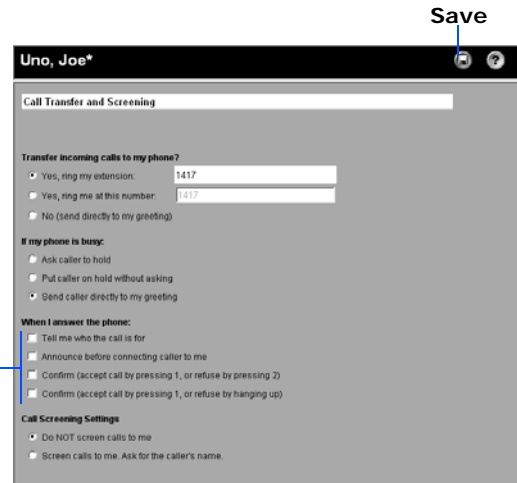 Save
Uno, Joe*
?
Call Transfer and Screening
Transfer incoming calls to my phone?
Yes, ring my extension: 1417
Yes, ring me at this number: 1417
No (send directly to my greeting)
If my phone is busy:
Ask caller to hold
Put caller on hold without asking
Send caller directly to my greeting
When I answer the phone:
Tell me who the call is for
Announce before connecting caller to me
Confirm (accept call by pressing 1, or refuse by pressing 2)
Confirm (accept call by pressing 1, or refuse by hanging up)
Call Screening Settings
Do NOT screen calls to me
Screen calls to me. Ask for the caller's name.